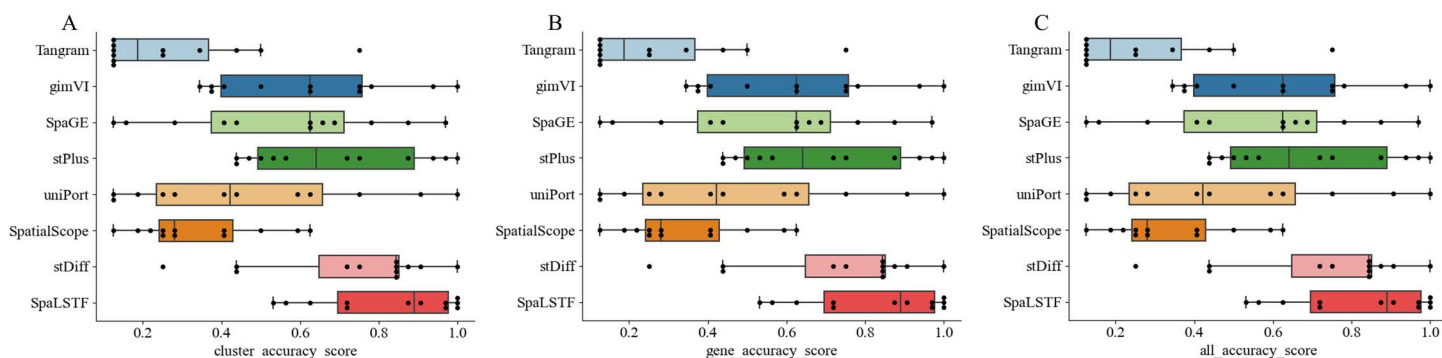 A
Tangram
gimVI
SpaGE
stPlus
uniPort
SpatialScope
stDiff
SpaLSTF
0.2 0.4 0.6 0.8 1.0
cluster_accuracy_score
B
Tangram
gimVI
SpaGE
stPlus
uniPort
SpatialScope
stDiff
SpaLSTF
0.2 0.4 0.6 0.8 1.0
gene_accuracy_score
C
Tangram
gimVI
SpaGE
stPlus
uniPort
SpatialScope
stDiff
SpaLSTF
0.2 0.4 0.6 0.8 1.0
all_accuracy_score